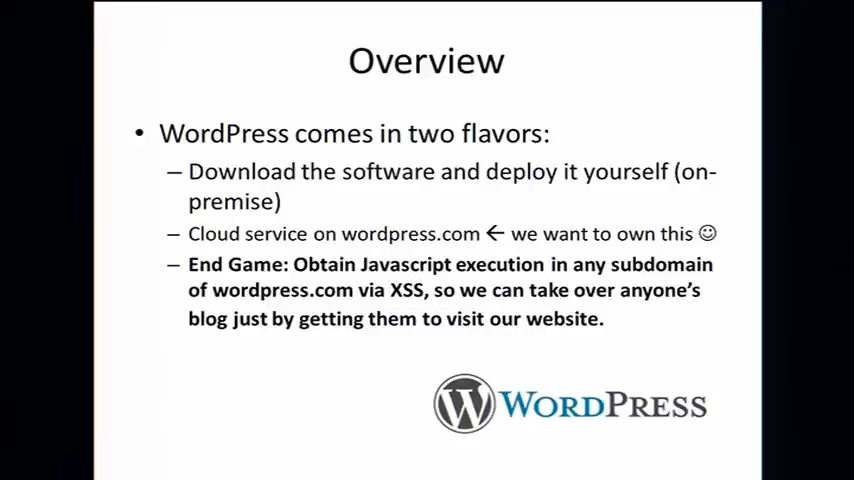 Overview
• WordPress comes in two flavors:
– Download the software and deploy it yourself (on-
premise)
– Cloud service on wordpress.com ← we want to own this ☺
– End Game: Obtain Javascript execution in any subdomain
of wordpress.com via XSS, so we can take over anyone's
blog just by getting them to visit our website.
WORDPRESS